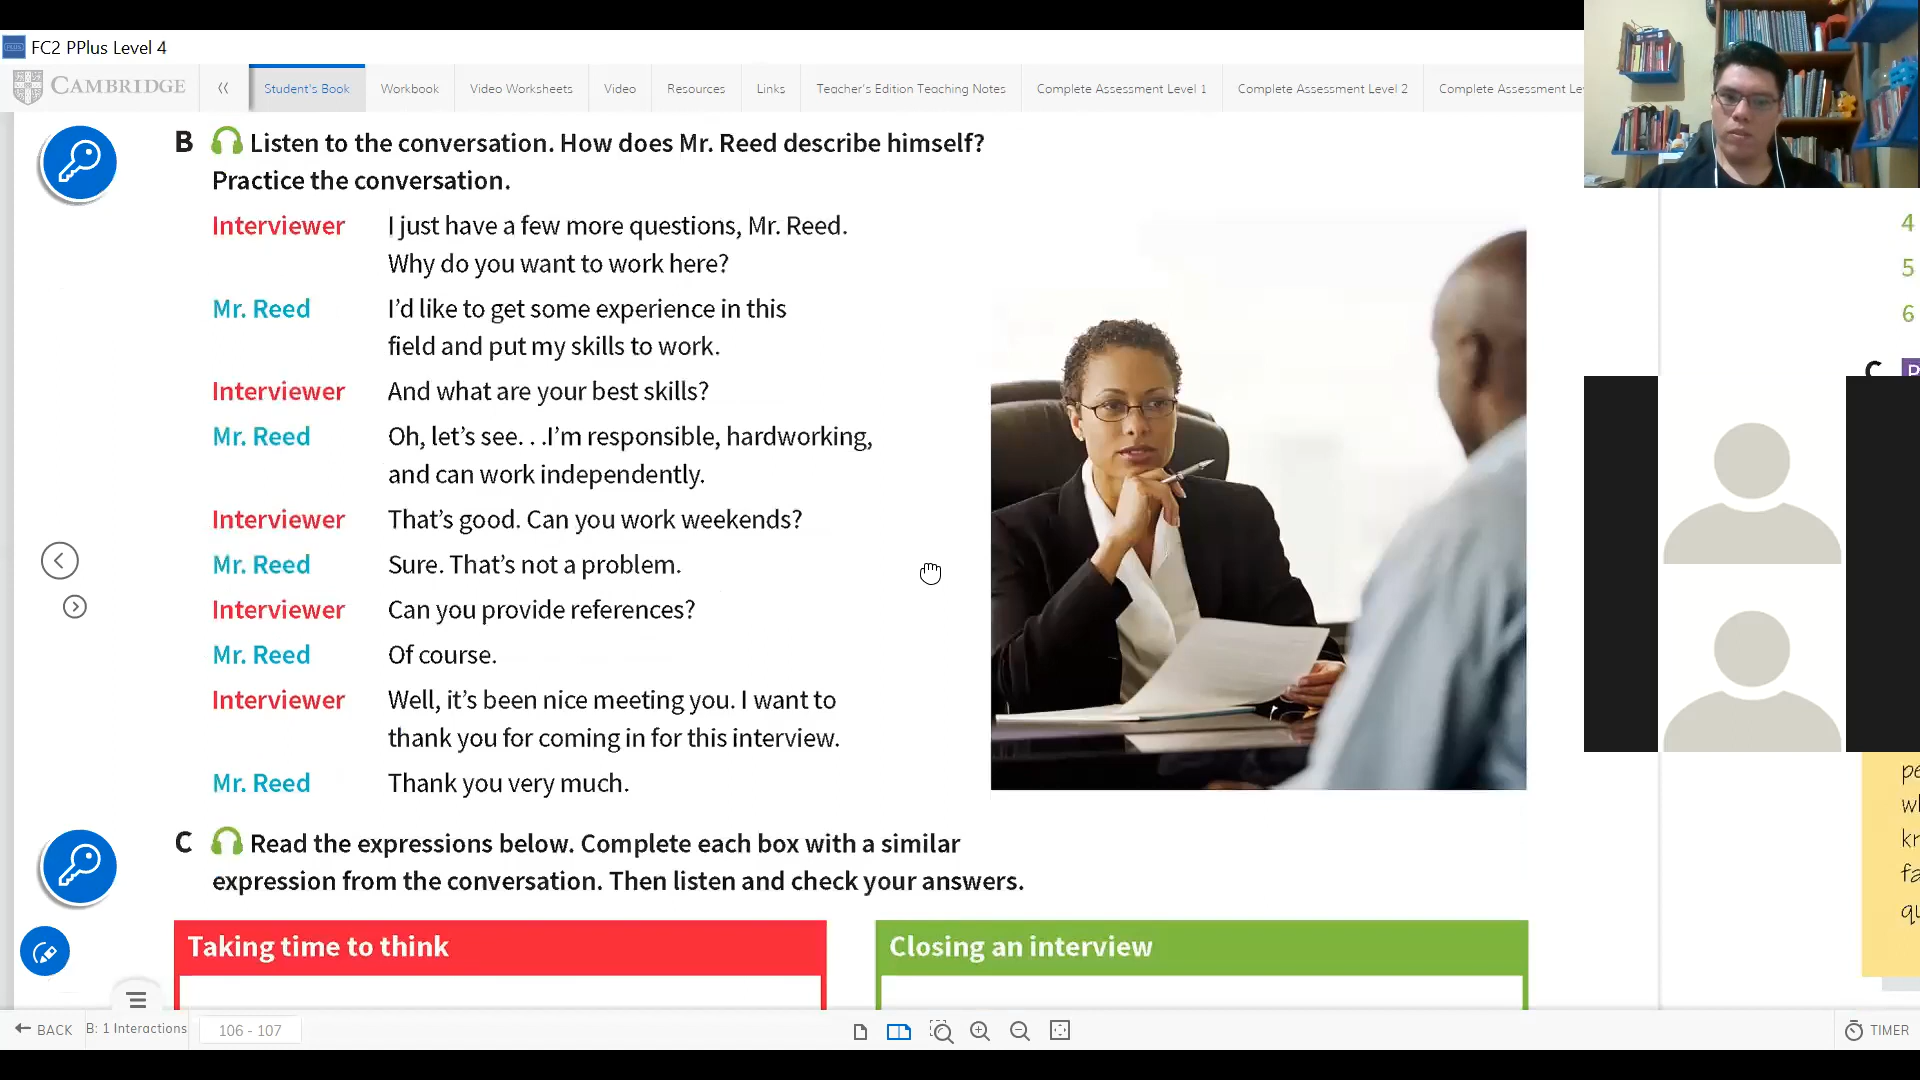 FC2 PPlus Level 4
CAMBRIDGE
Student's Book
Workbook
Video Worksheets
Video
Resources
Links
Teacher's Edition Teaching Notes
Complete Assessment Level 1
Complete Assessment Level 2
Complete Assessment Le
B Listen to the conversation. How does Mr. Reed describe himself?
Practice the conversation.
Interviewer I just have a few more questions, Mr. Reed.
Why do you want to work here?
Mr. Reed I'd like to get some experience in this
field and put my skills to work.
Interviewer And what are your best skills?
Mr. Reed Oh, let's see. . .I'm responsible, hardworking,
and can work independently.
Interviewer That's good. Can you work weekends?
Mr. Reed Sure. That's not a problem.
Interviewer Can you provide references?
Mr. Reed Of course.
Interviewer Well, it's been nice meeting you. I want to
thank you for coming in for this interview.
Mr. Reed Thank you very much.
C Read the expressions below. Complete each box with a similar
expression from the conversation. Then listen and check your answers.
Taking time to think
Closing an interview
4
5
6
C
pe
wh
kr
fa
qu
BACK
B: 1 Interactions
106 - 107
TIMER